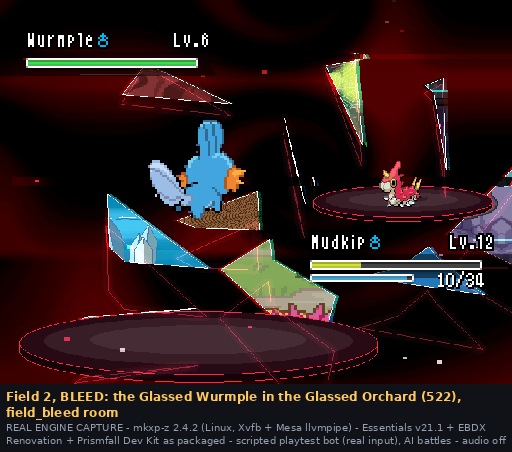 Wurmple♂ Lv.6
Mudkip♂ Lv.12
10/34
Field 2, BLEED: the Glassed Wurmple in the Glassed Orchard (522),
field_bleed room
REAL ENGINE CAPTURE - mkxp-z 2.4.2 (Linux, Xvfb + Mesa llvmpipe) - Essentials v21.1 + EBDX
Renovation + Prismfall Dev Kit as packaged - scripted playtest bot (real input), AI battles - audio off